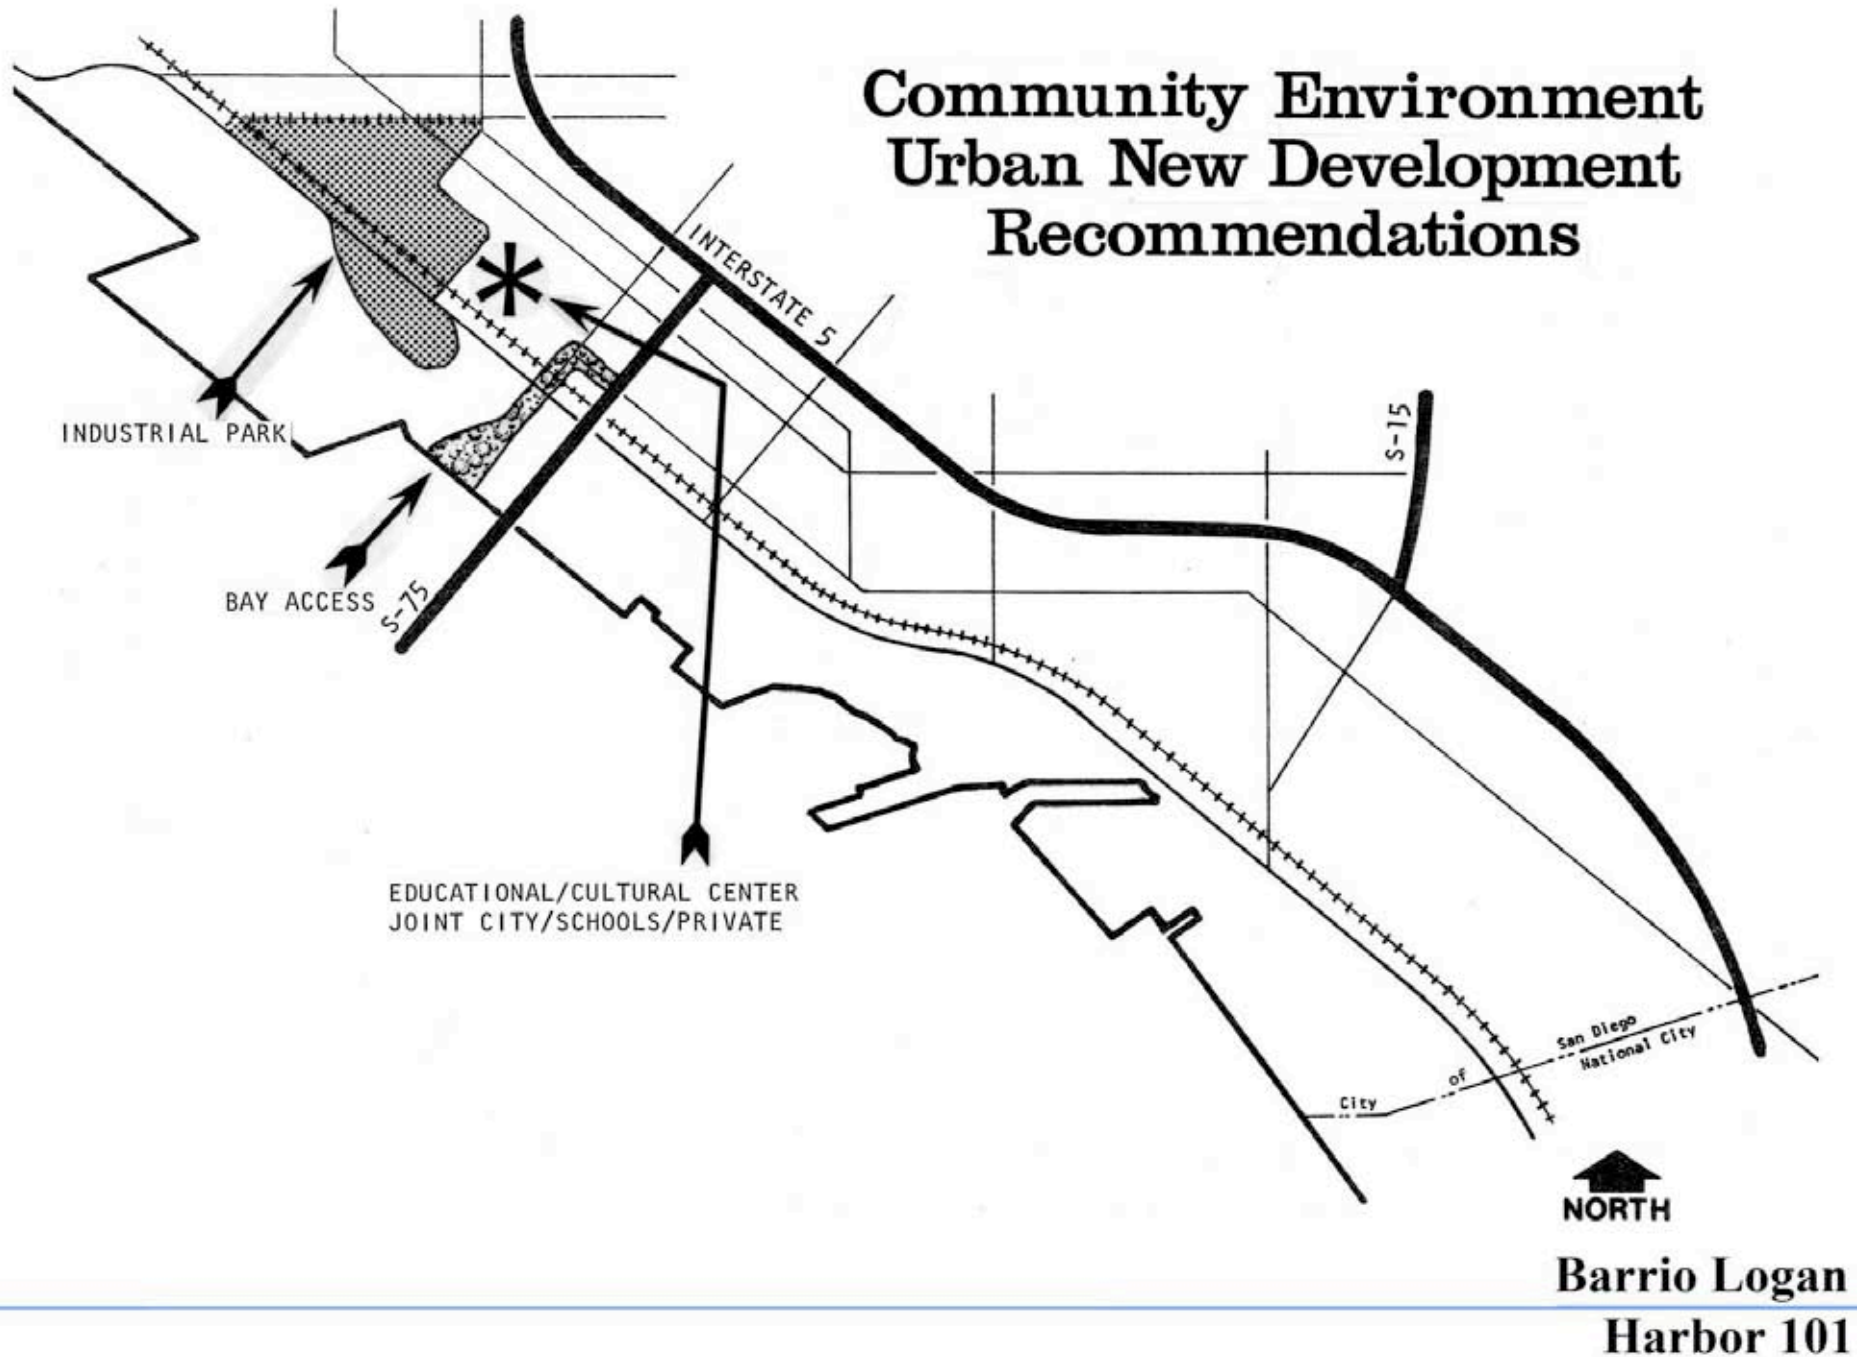 Community Environment
Urban New Development
Recommendations
INTERSTATE 5
S-15
INDUSTRIAL PARK
BAY ACCESS
S-75
EDUCATIONAL/CULTURAL CENTER
JOINT CITY/SCHOOLS/PRIVATE
San Diego
City of
National City
NORTH
Barrio Logan
Harbor 101